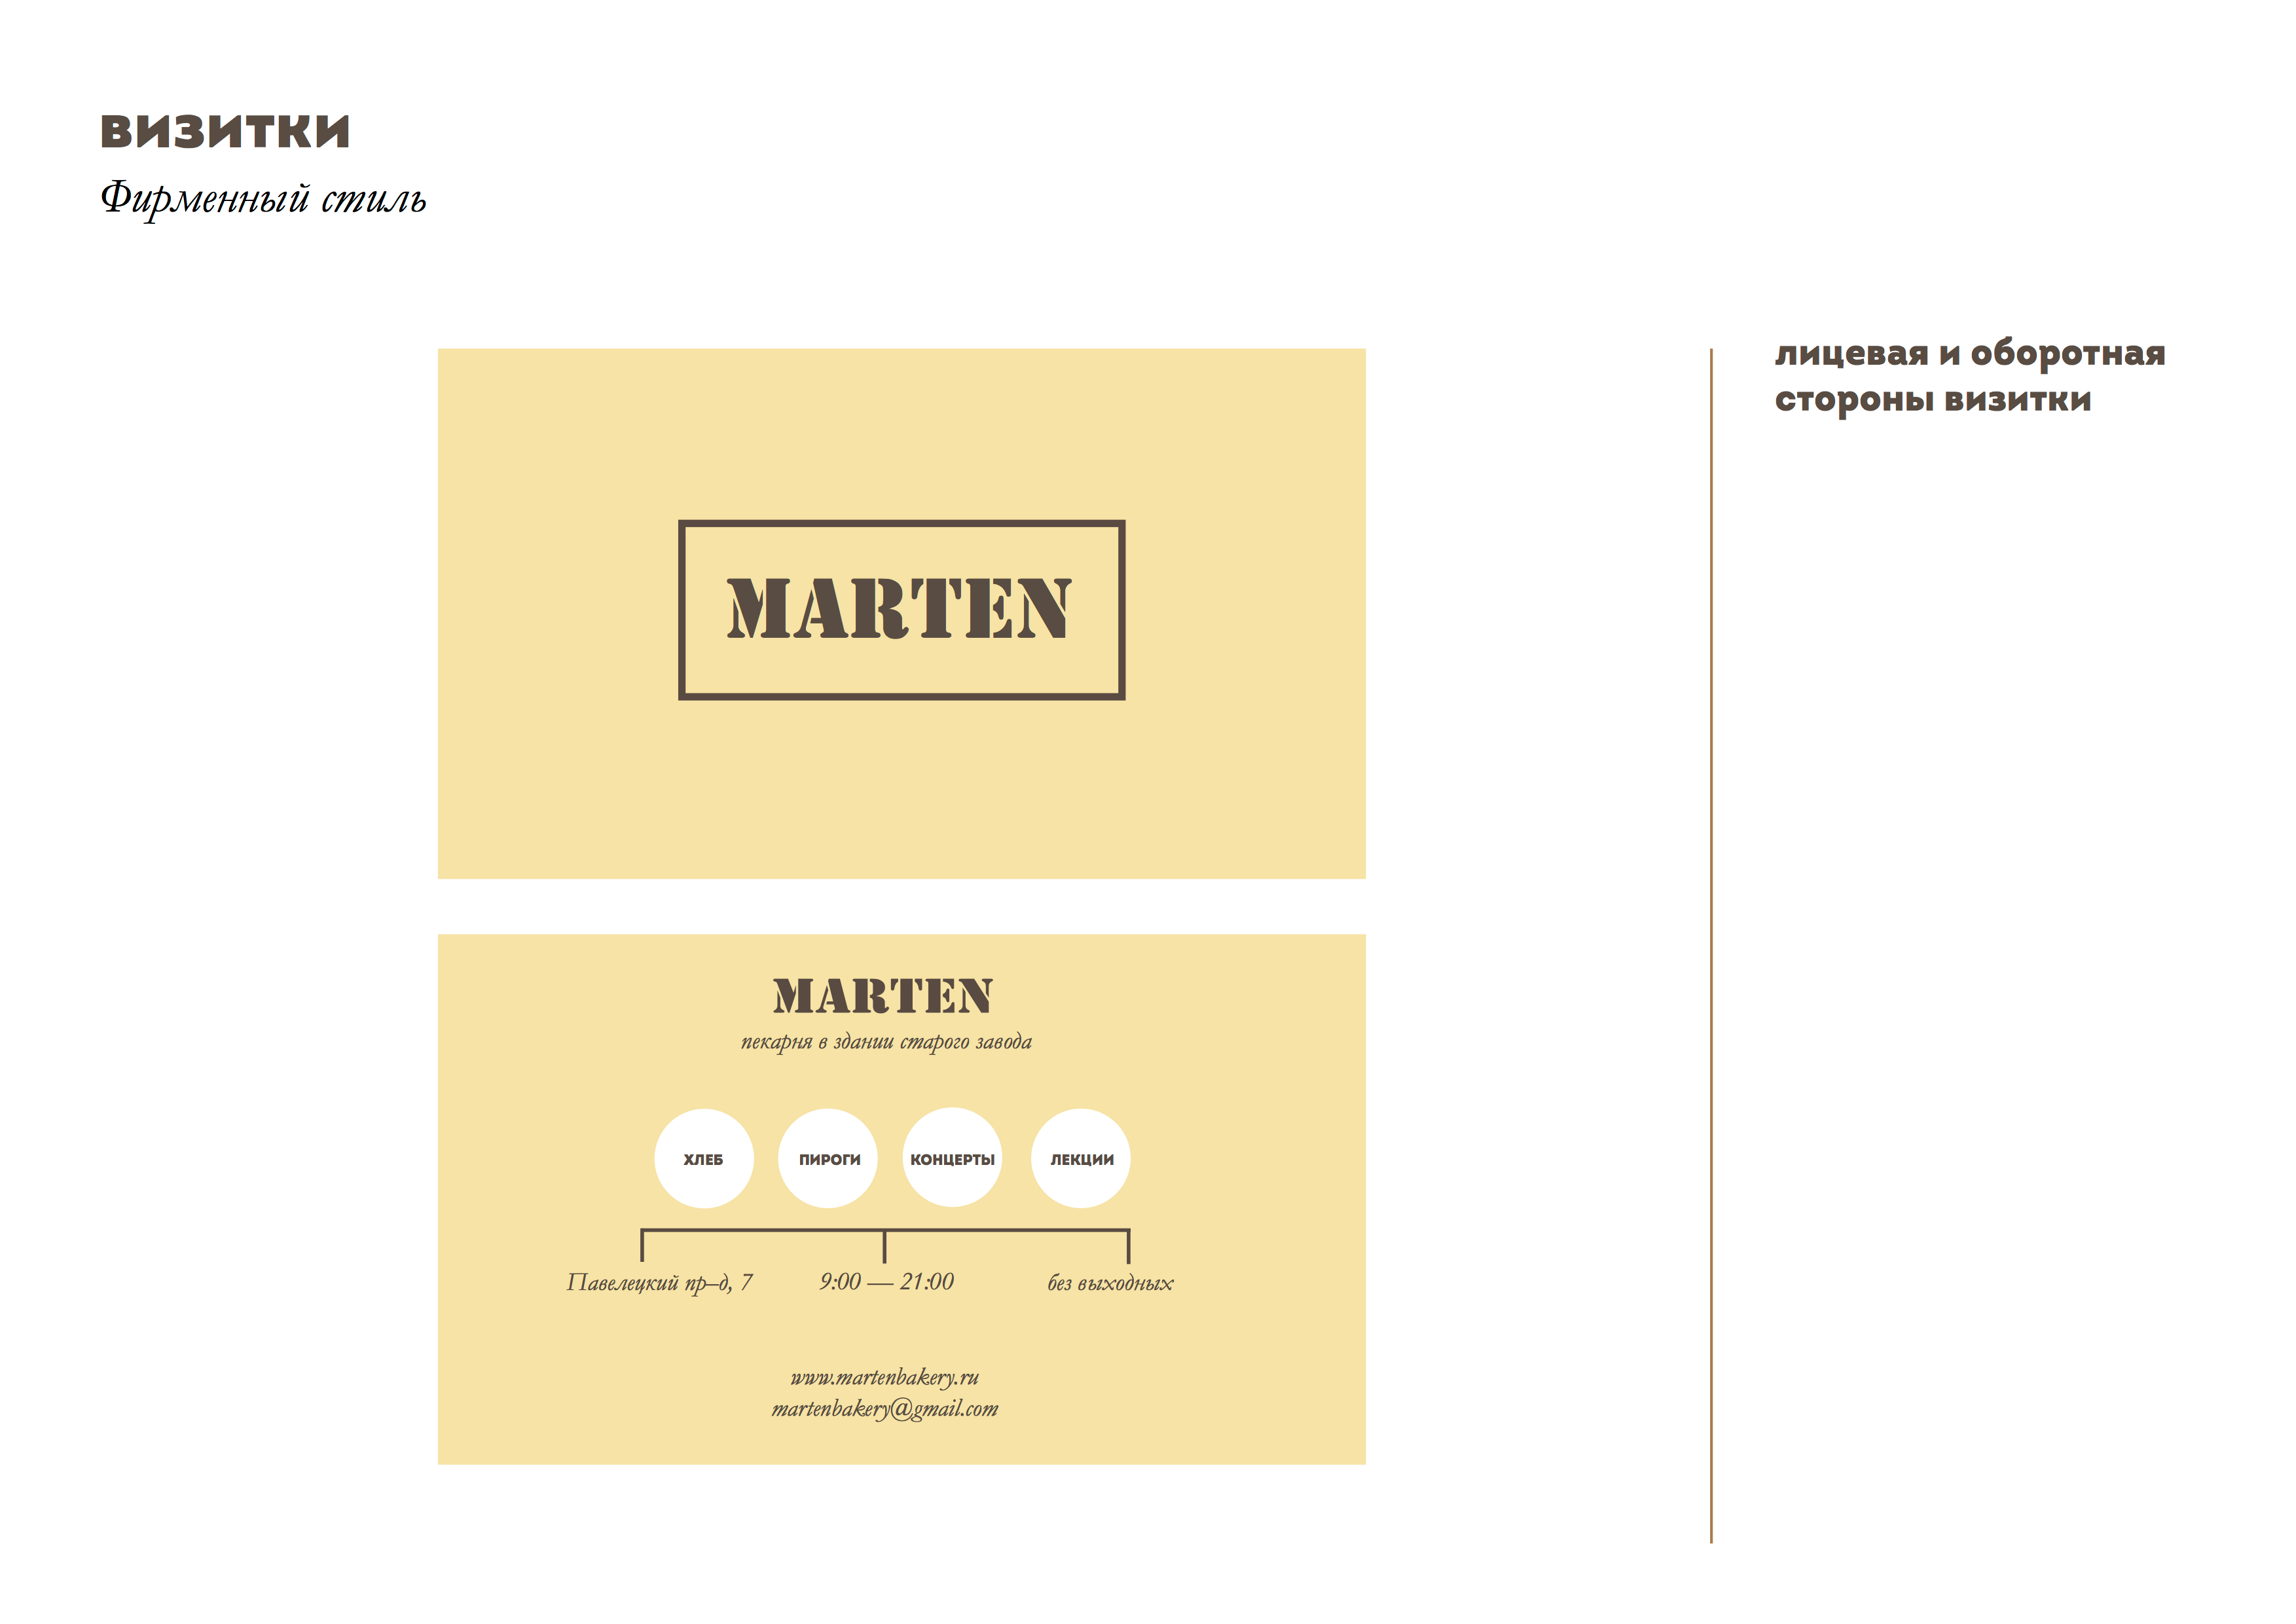 визитки
Фирменный стиль
лицевая и оборотная
стороны визитки
MARTEN
MARTEN
пекарня в здании старого завода
ХЛЕБ ПИРОГИ КОНЦЕРТЫ ЛЕКЦИИ
Павелецкий пр–д, 7 9:00 — 21:00 без выходных
www.martenbakery.ru
martenbakery@gmail.com